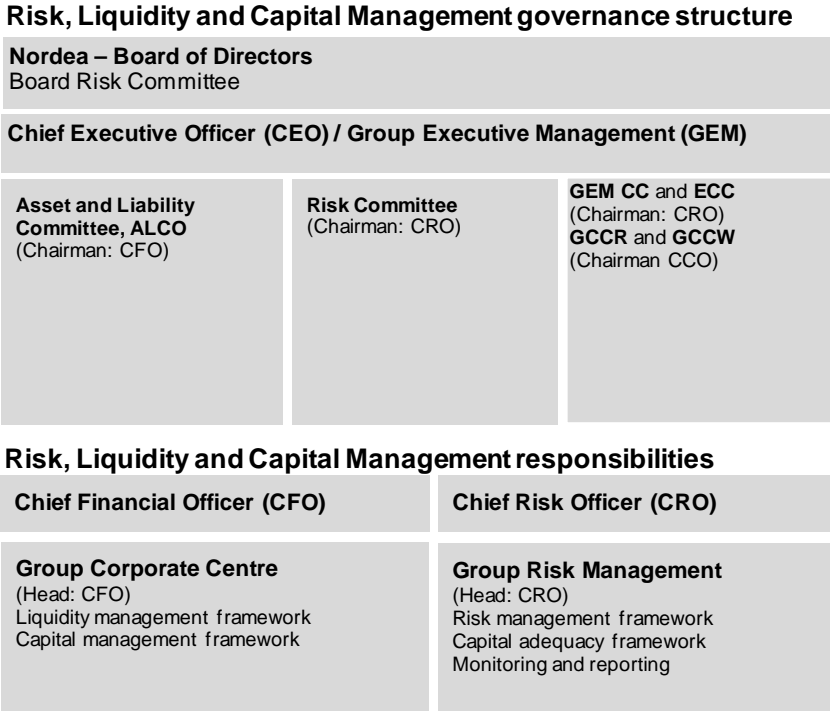 Risk, Liquidity and Capital Management governance structure
Nordea – Board of Directors
Board Risk Committee
Chief Executive Officer (CEO) / Group Executive Management (GEM)
Asset and Liability
Committee, ALCO
(Chairman: CFO)
Risk Committee
(Chairman: CRO)
GEM CC and ECC
(Chairman: CRO)
GCCR and GCCW
(Chairman CCO)
Risk, Liquidity and Capital Management responsibilities
Chief Financial Officer (CFO)
Chief Risk Officer (CRO)
Group Corporate Centre
(Head: CFO)
Liquidity management framework
Capital management framework
Group Risk Management
(Head: CRO)
Risk management framework
Capital adequacy framework
Monitoring and reporting